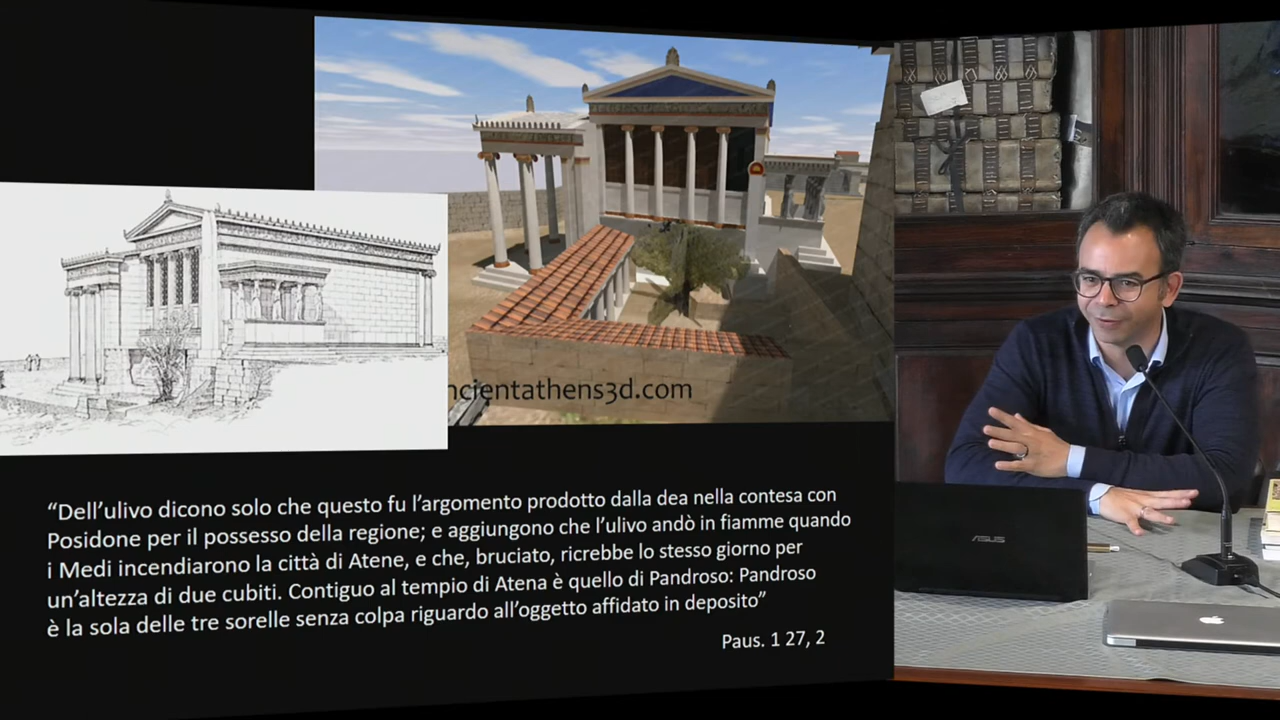 ncientathens3d.com
“Dell’ulivo dicono solo che questo fu l’argomento prodotto dalla dea nella contesa con
Posidone per il possesso della regione; e aggiungono che l’ulivo andò in fiamme quando
i Medi incendiarono la città di Atene, e che, bruciato, ricrebbe lo stesso giorno per
un’altezza di due cubiti. Contiguo al tempio di Atena è quello di Pandroso: Pandroso
è la sola delle tre sorelle senza colpa riguardo all’oggetto affidato in deposito”
Paus. 1 27, 2
ASUS